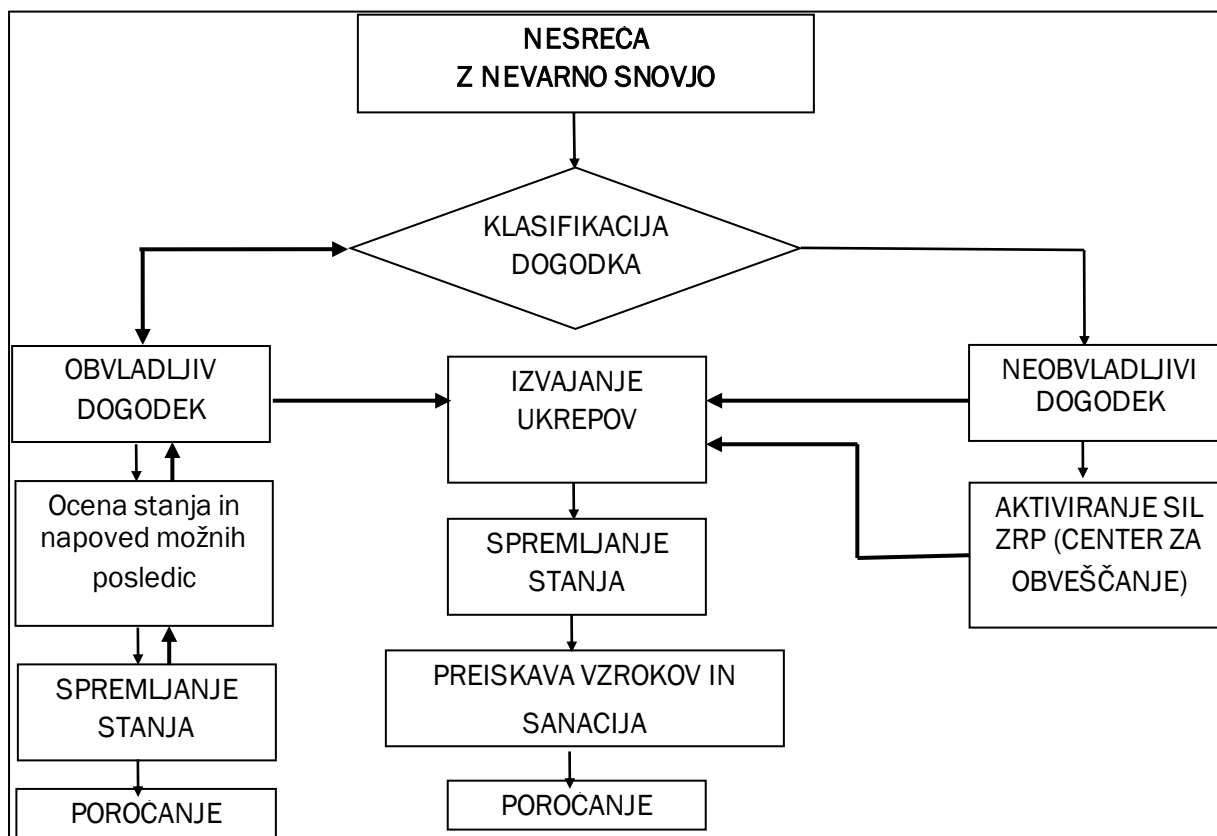 NESREČA
Z NEVARNO SNOVJO
KLASIFIKACIJA
DOGODKA
OBVLADLJIV
DOGODEK
IZVAJANJE
UKREPOV
NEOBVLADLJIVI
DOGODEK
Ocena stanja in
napoved možnih
posledic
SPREMLJANJE
STANJA
AKTIVIRANJE SIL
ZRP (CENTER ZA
OBVEŠČANJE)
SPREMLJANJE
STANJA
PREISKAVA VZROKOV IN
SANACIJA
POROČANJE
POROČANJE